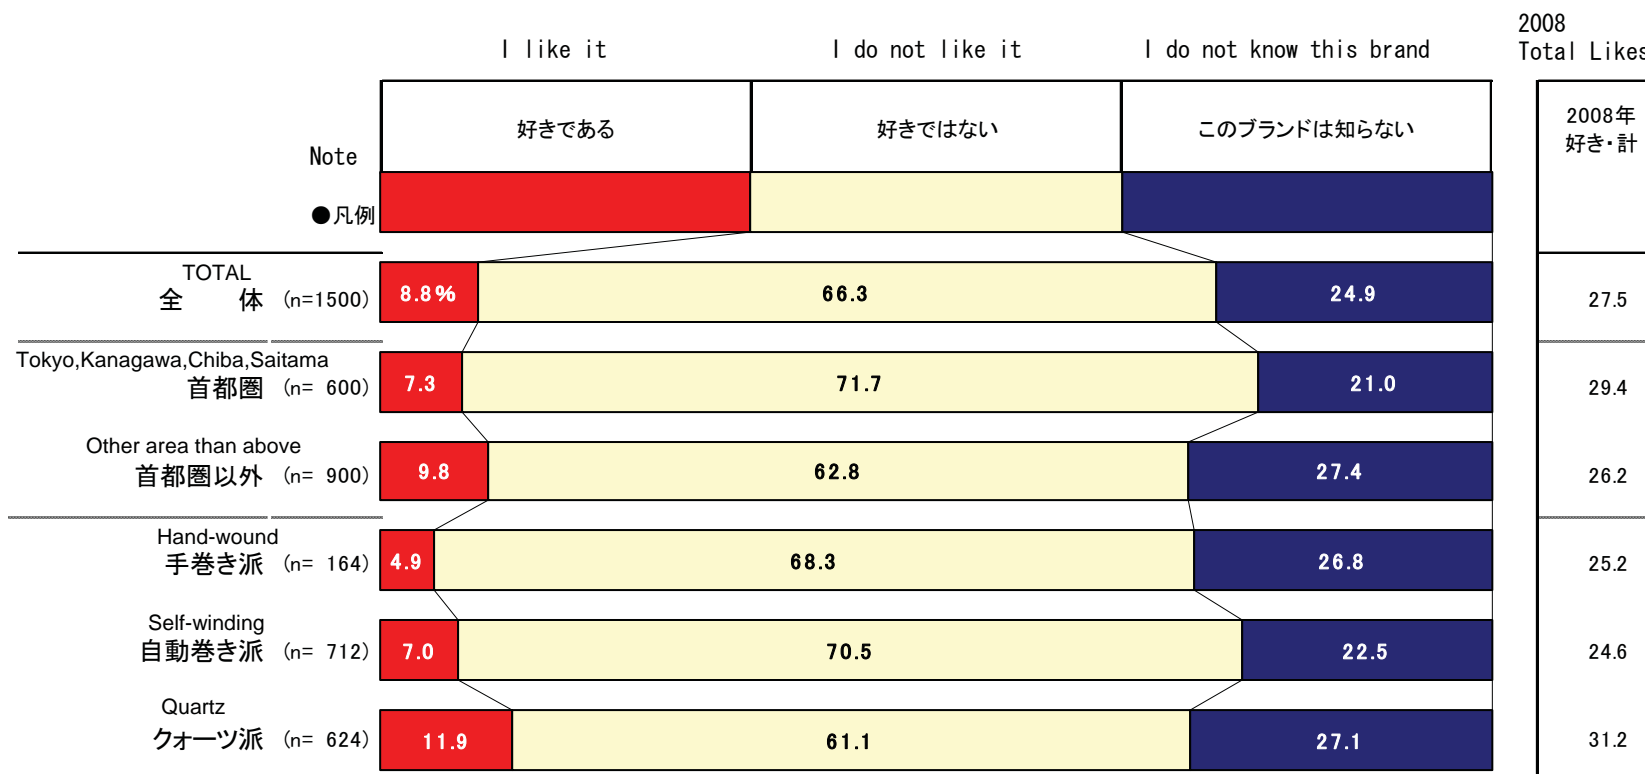 2008
I like it I do not like it I do not know this brand Total Likes
好きである 好きではない このブランドは知らない 2008年
好き・計
Note
●凡例
TOTAL
全 体 (n=1500) 8.8% 66.3 24.9 27.5
Tokyo,Kanagawa,Chiba,Saitama
首都圏 (n= 600) 7.3 71.7 21.0 29.4
Other area than above
首都圏以外 (n= 900) 9.8 62.8 27.4 26.2
Hand-wound
手巻き派 (n= 164) 4.9 68.3 26.8 25.2
Self-winding
自動巻き派 (n= 712) 7.0 70.5 22.5 24.6
Quartz
クォーツ派 (n= 624) 11.9 61.1 27.1 31.2